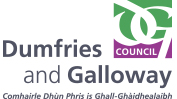 Dumfries
COUNCIL
and Galloway
Comhairle Dhùn Phris is Ghall-Ghàidhealaibh